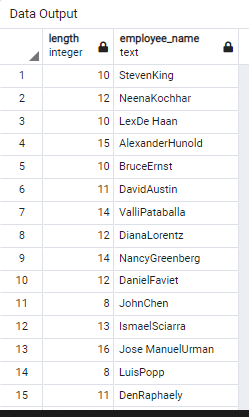 Data Output
length integer employee_name text
1 10 StevenKing
2 12 NeenaKochhar
3 10 LexDe Haan
4 15 AlexanderHunold
5 10 BruceErnst
6 11 DavidAustin
7 14 ValliPataballa
8 12 DianaLorentz
9 14 NancyGreenberg
10 12 DanielFaviet
11 8 JohnChen
12 13 IsmaelSciarra
13 16 Jose ManuelUrman
14 8 LuisPopp
15 11 DenRaphaely